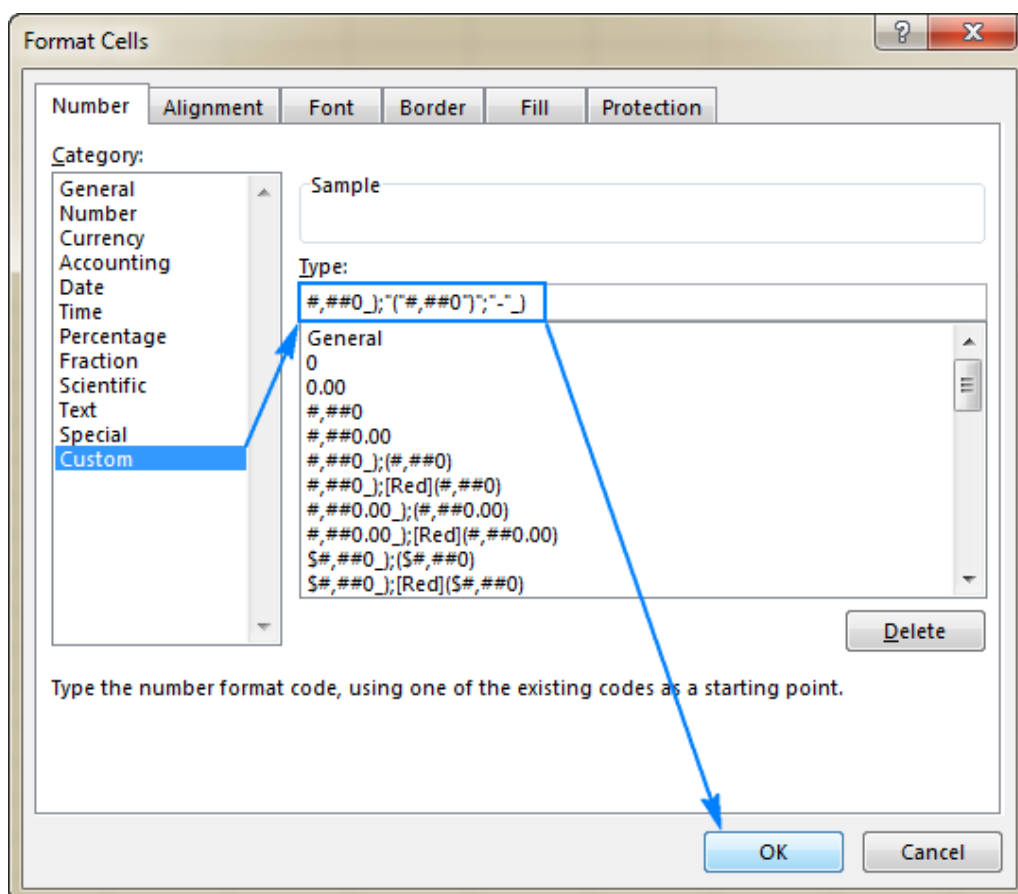 Format Cells
?
X
Number Alignment Font Border Fill Protection
Category:
General
Number
Currency
Accounting
Date
Time
Percentage
Fraction
Scientific
Text
Special
Custom
Sample
Type:
#,##0_);"("#,##0")";"-"_)
General
0
0.00
#,##0
#,##0.00
#,##0_);(#,##0)
#,##0_);[Red](#,##0)
#,##0.00_);(#,##0.00)
#,##0.00_);[Red](#,##0.00)
$#,##0_);($#,##0)
$#,##0_);[Red]($#,##0)
Delete
Type the number format code, using one of the existing codes as a starting point.
OK Cancel